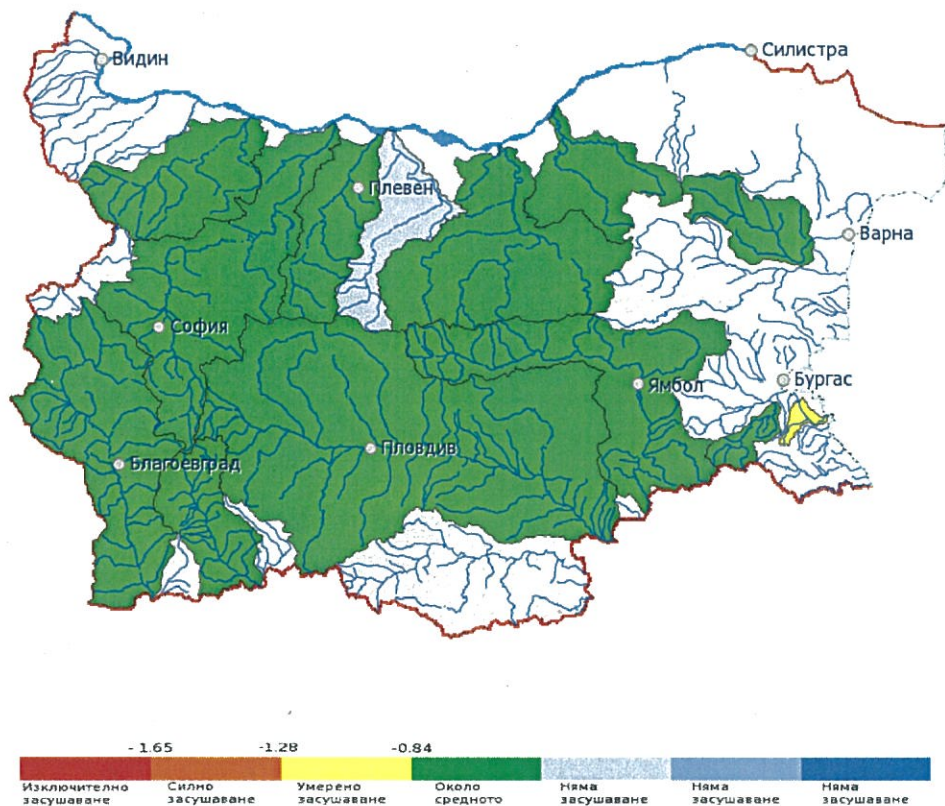 Видин
Силистра
Плевен
Варна
София
Бургас
Ямбол
Пловдив
Благоевград
- 1.65 -1.28 -0.84
Изключително Силно Умерено Около Няма Няма Няма
засушаване засушаване засушаване средното засушаване засушаване засушаване